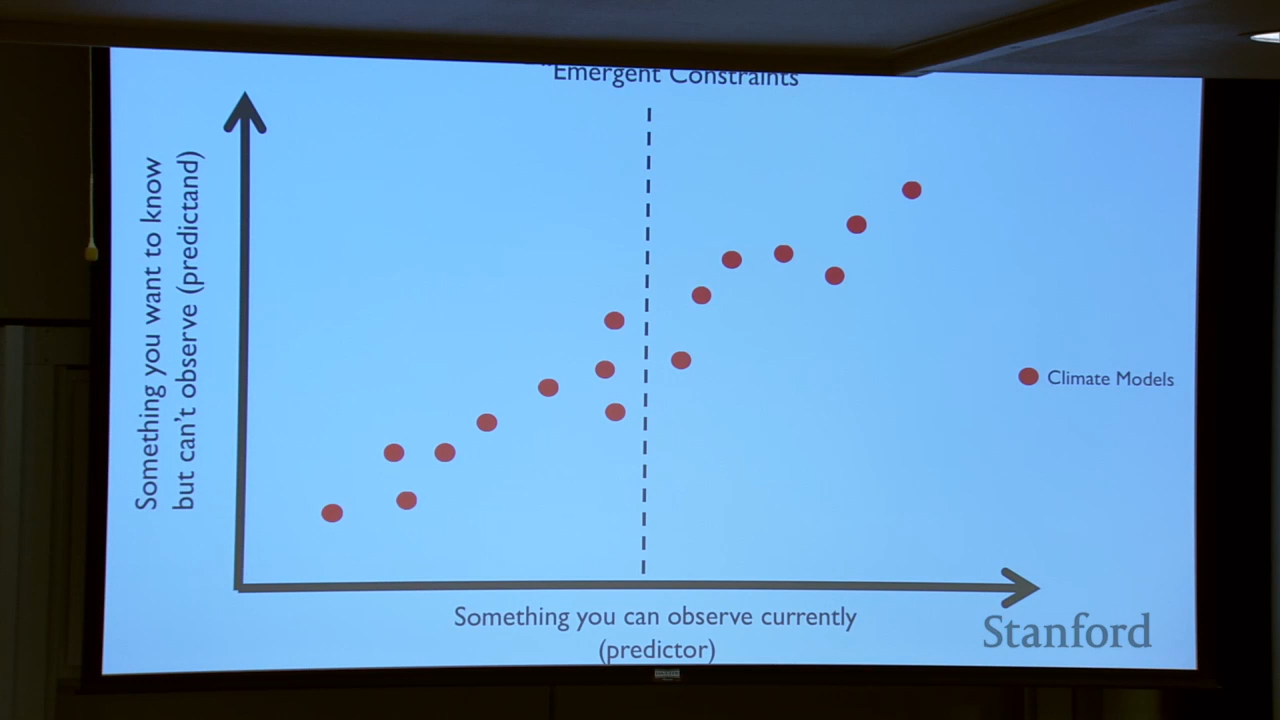 "Emergent Constraints
Something you want to know
but can't observe (predictand)
Climate Models
Something you can observe currently
(predictor)
Stanford